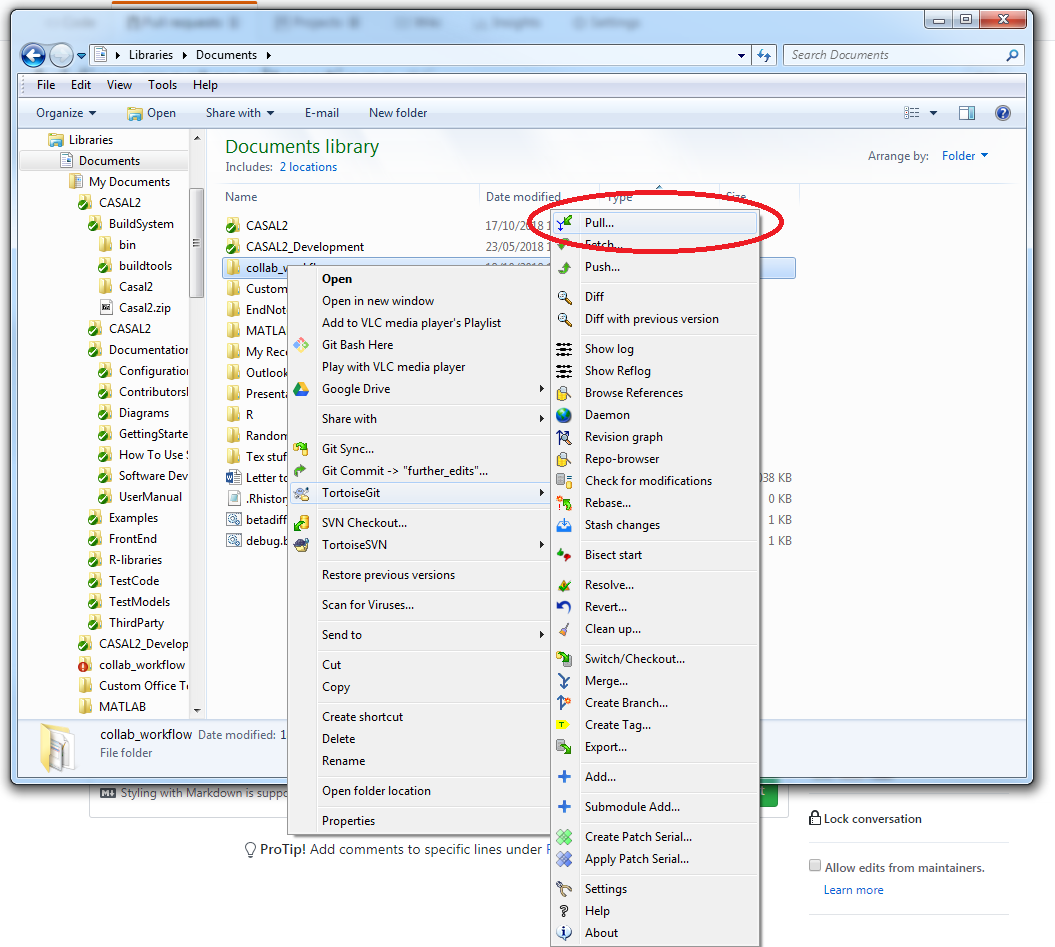 Code Pull requests Projects Wiki Insights Settings
Libraries Documents
Search Documents
File Edit View Tools Help
Organize Open Share with E-mail New folder
Libraries
Documents
My Documents
CASAL2
BuildSystem
bin
buildtools
Casal2
Casal2.zip
CASAL2
Documentation
Configuration
Contributors
Diagrams
GettingStarte
How To Use
Software Dev
UserManual
Examples
FrontEnd
R-libraries
TestCode
TestModels
ThirdParty
CASAL2_Develop
collab_workflow
Custom Office T
MATLAB
Documents library
Includes: 2 locations
Arrange by: Folder
Name Date modified Type Size
CASAL2 17/10/2018 1
CASAL2_Development 23/05/2018 1
collab_workflow
Custom
EndNot
MATLA
My Rec
Outlook
Present
R
Random
Tex stuf
Letter to 038 KB
.Rhistory 0 KB
betadiff 1 KB
debug.b 1 KB
Open
Open in new window
Add to VLC media player's Playlist
Git Bash Here
Play with VLC media player
Google Drive
Share with
Git Sync...
Git Commit -> "further_edits"...
TortoiseGit
SVN Checkout...
TortoiseSVN
Restore previous versions
Scan for Viruses...
Send to
Cut
Copy
Create shortcut
Delete
Rename
Open folder location
Properties
Pull...
Fetch...
Push...
Diff
Diff with previous version
Show log
Show Reflog
Browse References
Daemon
Revision graph
Repo-browser
Check for modifications
Rebase...
Stash changes
Bisect start
Resolve...
Revert...
Clean up...
Switch/Checkout...
Merge...
Create Branch...
Create Tag...
Export...
Add...
Submodule Add...
Create Patch Serial...
Apply Patch Serial...
Settings
Help
About
collab_workflow Date modified: 1
File folder
Styling with Markdown is suppo
ProTip! Add comments to specific lines under
Lock conversation
Allow edits from maintainers.
Learn more